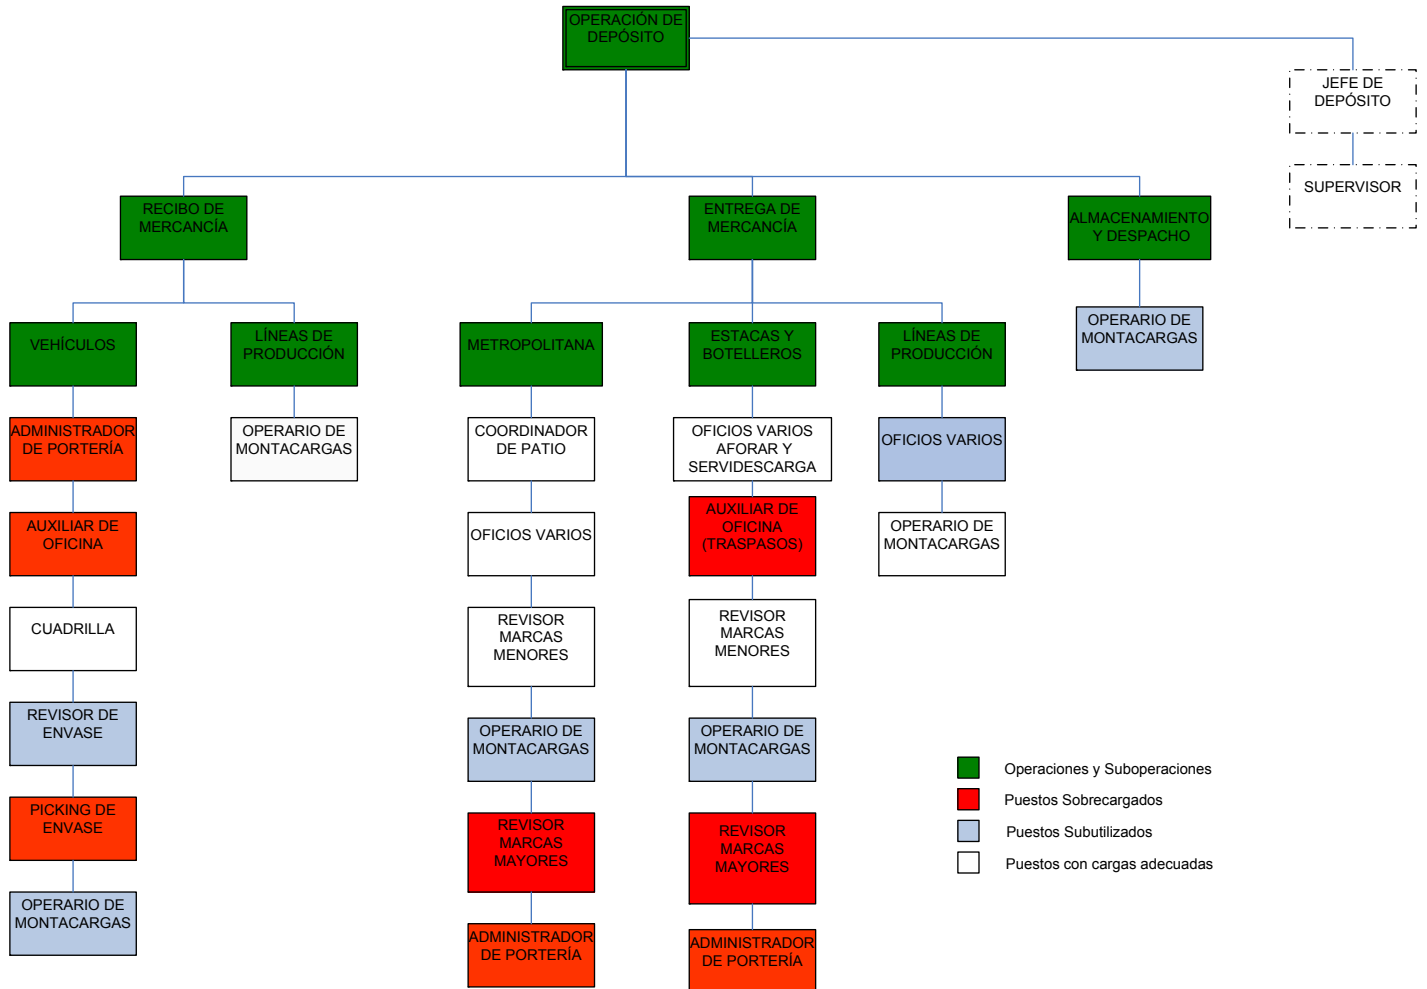 OPERACIÓN DE
DEPÓSITO
JEFE DE
DEPÓSITO
SUPERVISOR
RECIBO DE
MERCANCÍA
ENTREGA DE
MERCANCÍA
ALMACENAMIENTO
Y DESPACHO
VEHÍCULOS
LÍNEAS DE
PRODUCCIÓN
METROPOLITANA
ESTACAS Y
BOTELLEROS
LÍNEAS DE
PRODUCCIÓN
OPERARIO DE
MONTACARGAS
ADMINISTRADOR
DE PORTERÍA
OPERARIO DE
MONTACARGAS
COORDINADOR
DE PATIO
OFICIOS VARIOS
AFORAR Y
SERVIDESCARGA
OFICIOS VARIOS
AUXILIAR DE
OFICINA
OFICIOS VARIOS
AUXILIAR DE
OFICINA
(TRASPASOS)
OPERARIO DE
MONTACARGAS
CUADRILLA
REVISOR
MARCAS
MENORES
REVISOR
MARCAS
MENORES
REVISOR DE
ENVASE
OPERARIO DE
MONTACARGAS
OPERARIO DE
MONTACARGAS
PICKING DE
ENVASE
REVISOR
MARCAS
MAYORES
REVISOR
MARCAS
MAYORES
OPERARIO DE
MONTACARGAS
ADMINISTRADOR
DE PORTERÍA
ADMINISTRADOR
DE PORTERÍA
Operaciones y Suboperaciones
Puestos Sobrecargados
Puestos Subutilizados
Puestos con cargas adecuadas